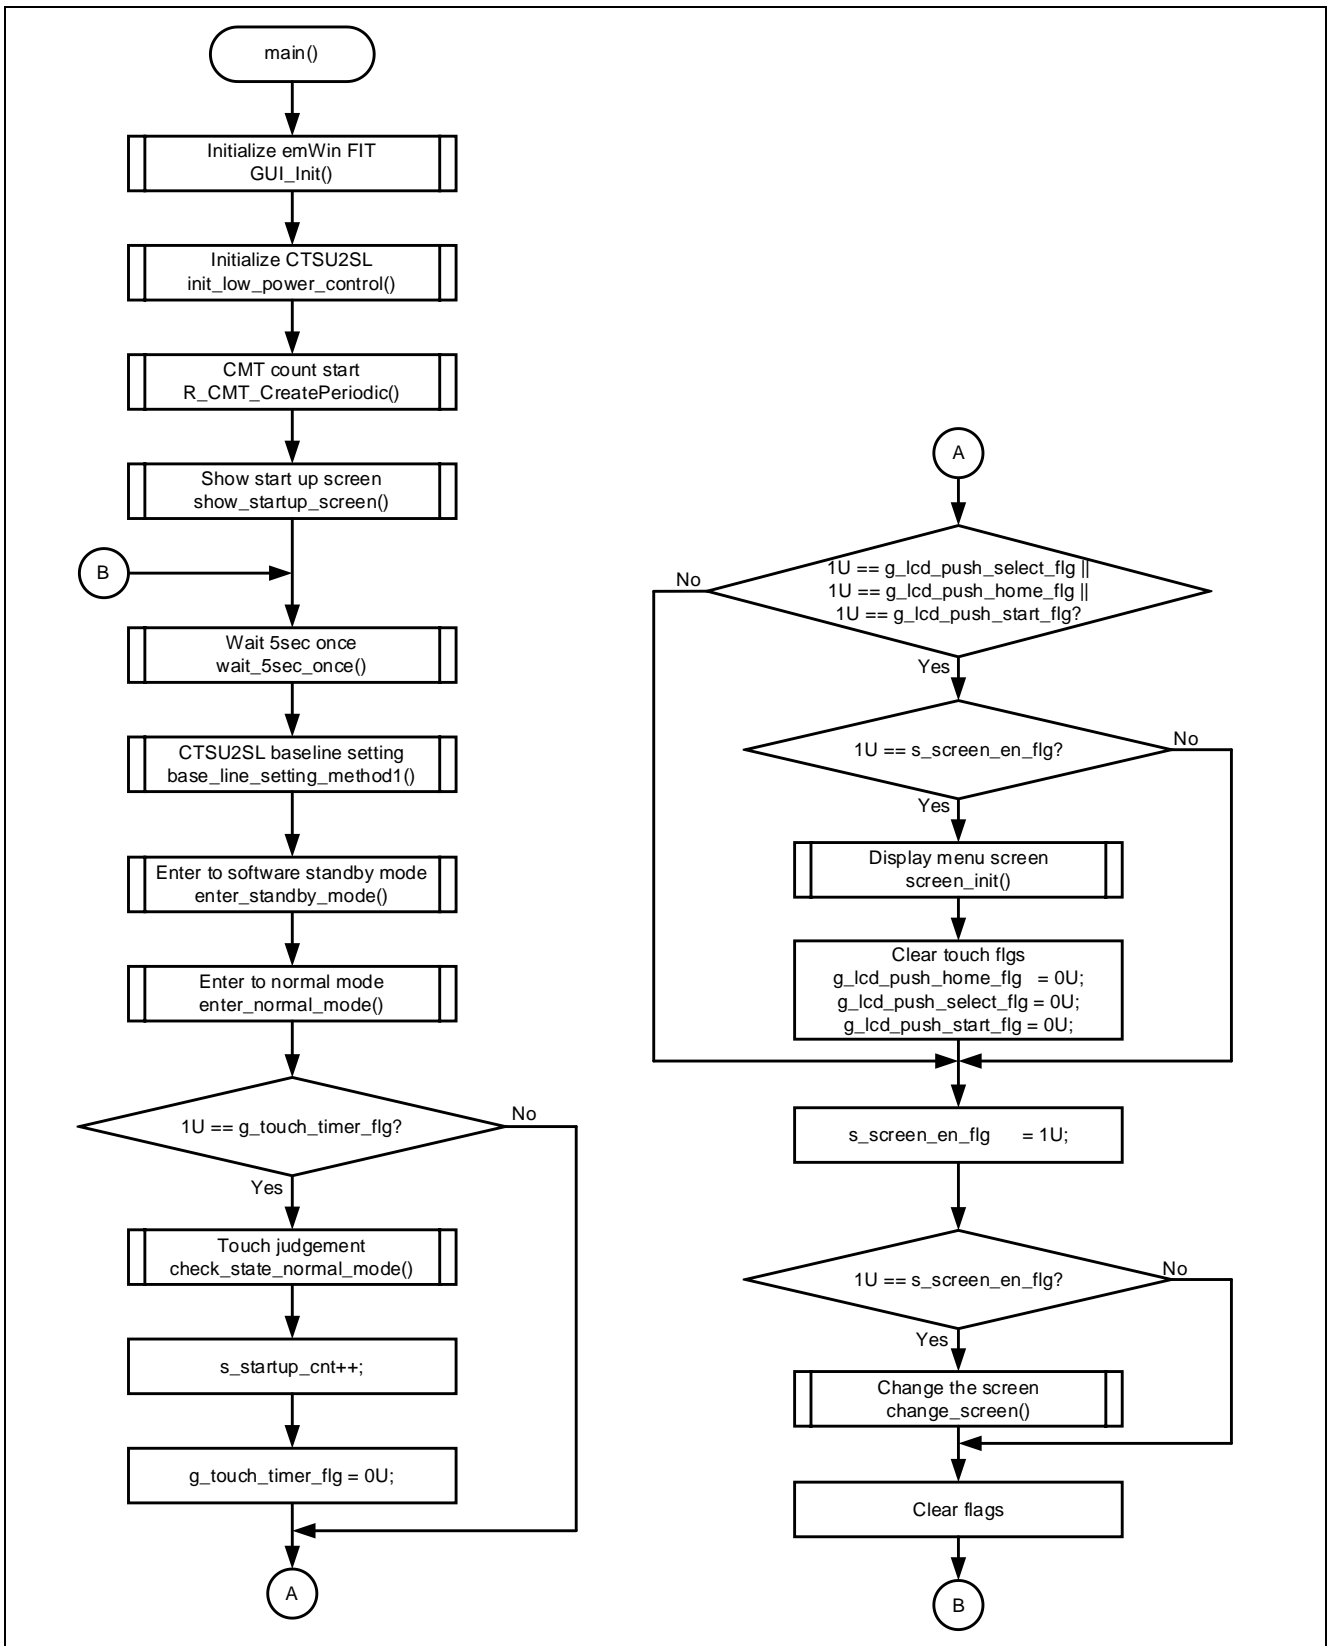 main()
Initialize emWin FIT
GUI_Init()
Initialize CTSU2SL
init_low_power_control()
CMT count start
R_CMT_CreatePeriodic()
Show start up screen
show_startup_screen()
B
Wait 5sec once
wait_5sec_once()
CTSU2SL baseline setting
base_line_setting_method1()
Enter to software standby mode
enter_standby_mode()
Enter to normal mode
enter_normal_mode()
1U == g_touch_timer_flg?
No
Yes
Touch judgement
check_state_normal_mode()
s_startup_cnt++;
g_touch_timer_flg = 0U;
A
A
1U == g_lcd_push_select_flg ||
1U == g_lcd_push_home_flg ||
1U == g_lcd_push_start_flg?
No
Yes
1U == s_screen_en_flg?
No
Yes
Display menu screen
screen_init()
Clear touch flgs
g_lcd_push_home_flg = 0U;
g_lcd_push_select_flg = 0U;
g_lcd_push_start_flg = 0U;
s_screen_en_flg = 1U;
1U == s_screen_en_flg?
No
Yes
Change the screen
change_screen()
Clear flags
B